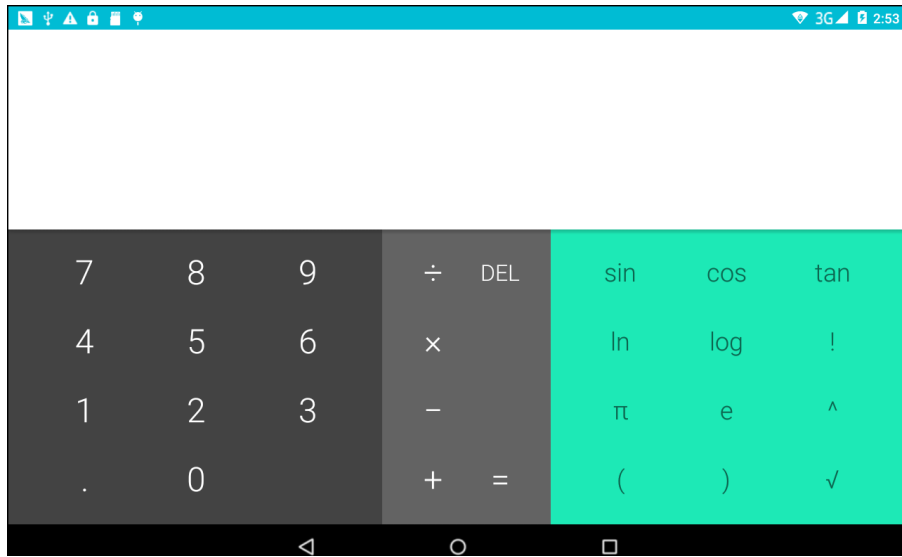 3G 2:53
7 8 9 ÷ DEL sin cos tan
4 5 6 × ln log !
1 2 3 − π e ^
. 0 + = ( ) √